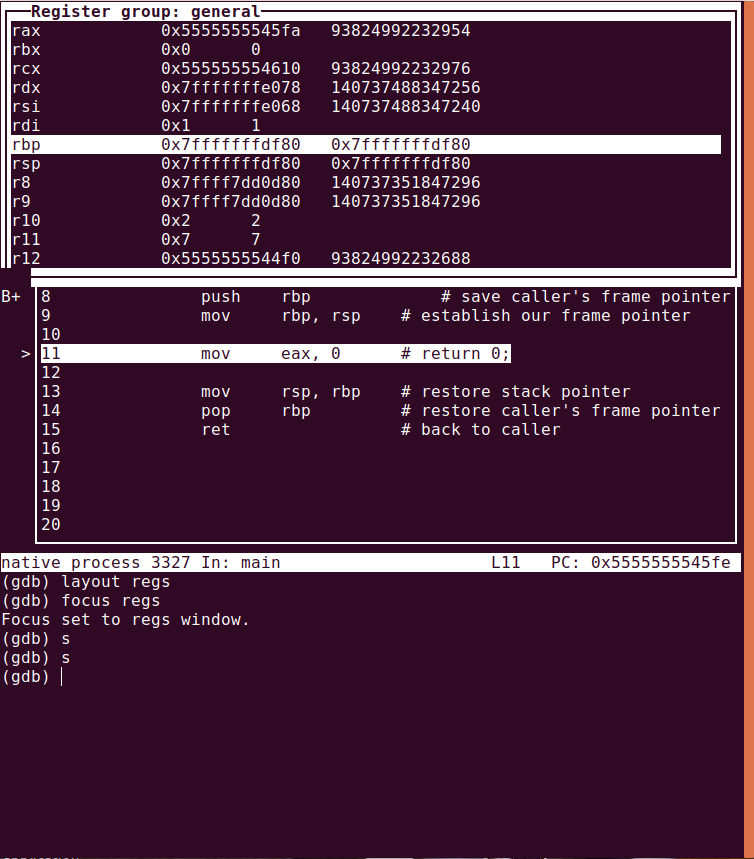 Register group: general
rax 0x5555555545fa 93824992232954
rbx 0x0 0
rcx 0x555555554610 93824992232976
rdx 0x7fffffffe078 140737488347256
rsi 0x7fffffffe068 140737488347240
rdi 0x1 1
rbp 0x7fffffffdf80 0x7fffffffdf80
rsp 0x7fffffffdf80 0x7fffffffdf80
r8 0x7ffff7dd0d80 140737351847296
r9 0x7ffff7dd0d80 140737351847296
r10 0x2 2
r11 0x7 7
r12 0x5555555544f0 93824992232688
B+ 8 push rbp # save caller's frame pointer
9 mov rbp, rsp # establish our frame pointer
10
> 11 mov eax, 0 # return 0;
12
13 mov rsp, rbp # restore stack pointer
14 pop rbp # restore caller's frame pointer
15 ret # back to caller
16
17
18
19
20
native process 3327 In: main L11 PC: 0x5555555545fe
(gdb) layout regs
(gdb) focus regs
Focus set to regs window.
(gdb) s
(gdb) s
(gdb)